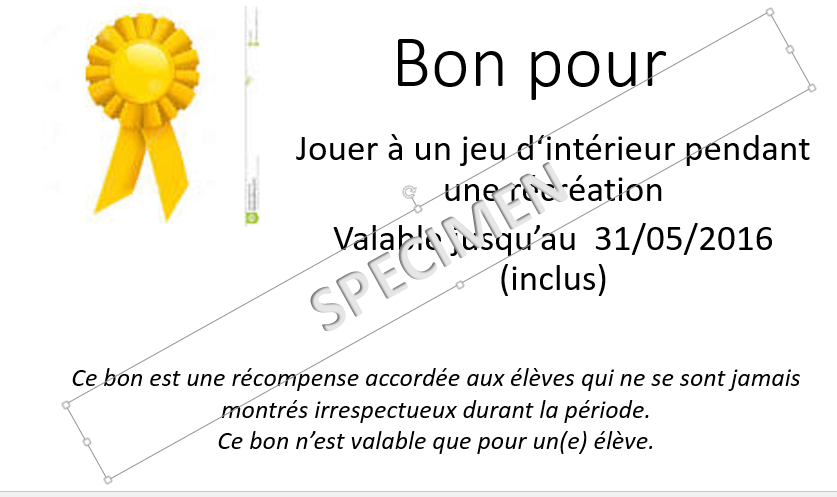 Bon pour
Jouer à un jeu d‘intérieur pendant
une récréation
Valable jusqu’au 31/05/2016
(inclus)
SPECIMEN
Ce bon est une récompense accordée aux élèves qui ne se sont jamais
montrés irrespectueux durant la période.
Ce bon n’est valable que pour un(e) élève.